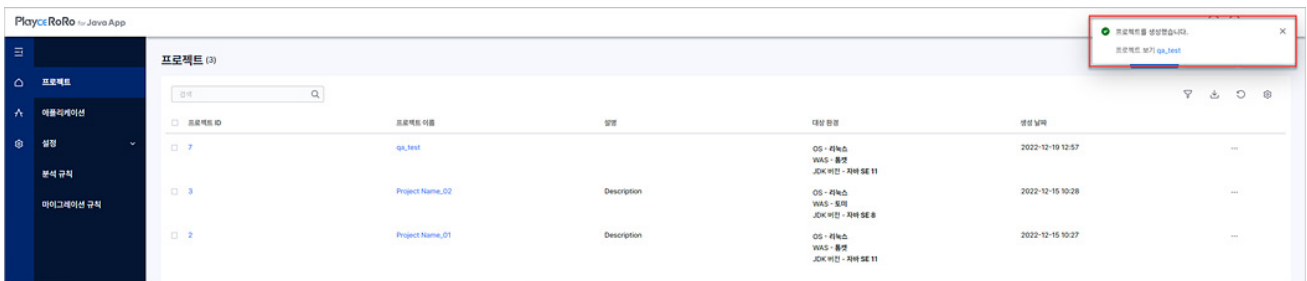 Playce RoRo for Java App
프로젝트를 생성했습니다.
프로젝트 보기 qa_test
프로젝트 (3)
프로젝트
애플리케이션
설정
분석 규칙
마이그레이션 규칙
검색
프로젝트 ID 프로젝트 이름 설명 대상 환경 생성 날짜
7 qa_test OS - 리눅스 2022-12-19 12:57 ...
WAS - 톰캣
JDK 버전 - 자바 SE 11
3 Project Name_02 Description OS - 리눅스 2022-12-15 10:28 ...
WAS - 토미
JDK 버전 - 자바 SE 8
2 Project Name_01 Description OS - 리눅스 2022-12-15 10:27 ...
WAS - 톰캣
JDK 버전 - 자바 SE 11